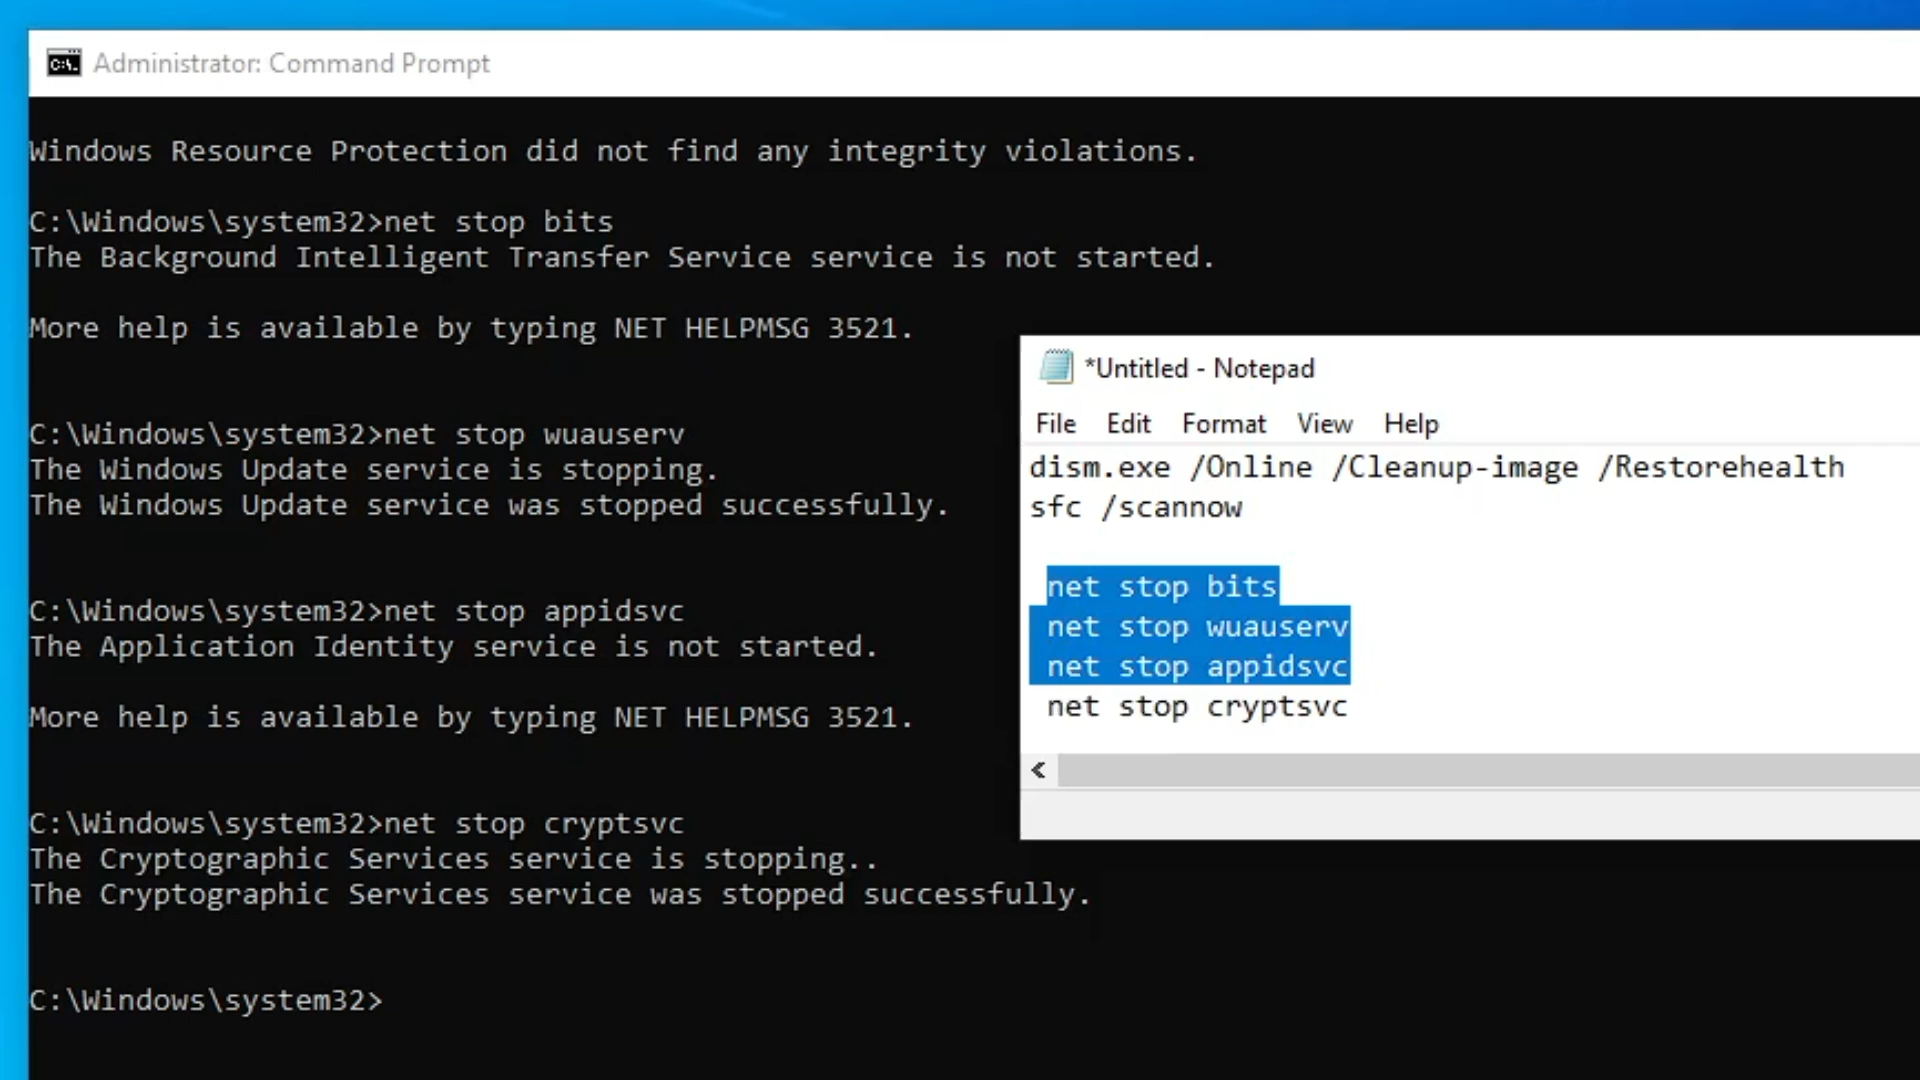 Administrator: Command Prompt
Windows Resource Protection did not find any integrity violations.
C:\Windows\system32>net stop bits
The Background Intelligent Transfer Service service is not started.
More help is available by typing NET HELPMSG 3521.
C:\Windows\system32>net stop wuauserv
The Windows Update service is stopping.
The Windows Update service was stopped successfully.
C:\Windows\system32>net stop appidsvc
The Application Identity service is not started.
More help is available by typing NET HELPMSG 3521.
C:\Windows\system32>net stop cryptsvc
The Cryptographic Services service is stopping..
The Cryptographic Services service was stopped successfully.
C:\Windows\system32>
*Untitled - Notepad
File Edit Format View Help
dism.exe /Online /Cleanup-image /Restorehealth
sfc /scannow
net stop bits
net stop wuauserv
net stop appidsvc
net stop cryptsvc